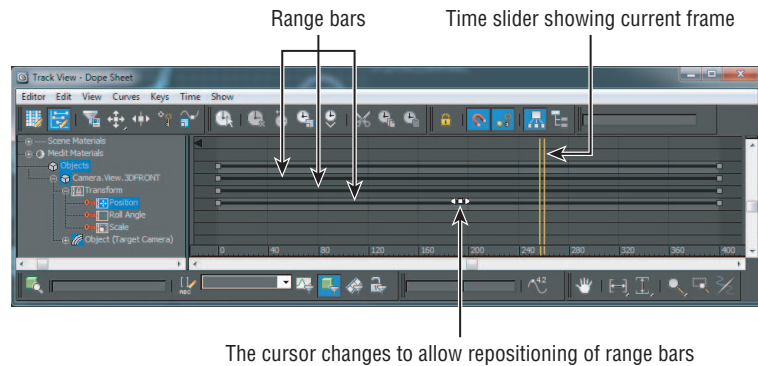 Range bars
Time slider showing current frame
Track View - Dope Sheet
Editor Edit View Curves Keys Time Show
Scene Materials
Medit Materials
Objects
Camera.View.3DFRONT
Transform
Position
Roll Angle
Scale
Object (Target Camera)
0 40 80 120 160 200 240 280 320 360 400
ABC
42
The cursor changes to allow repositioning of range bars